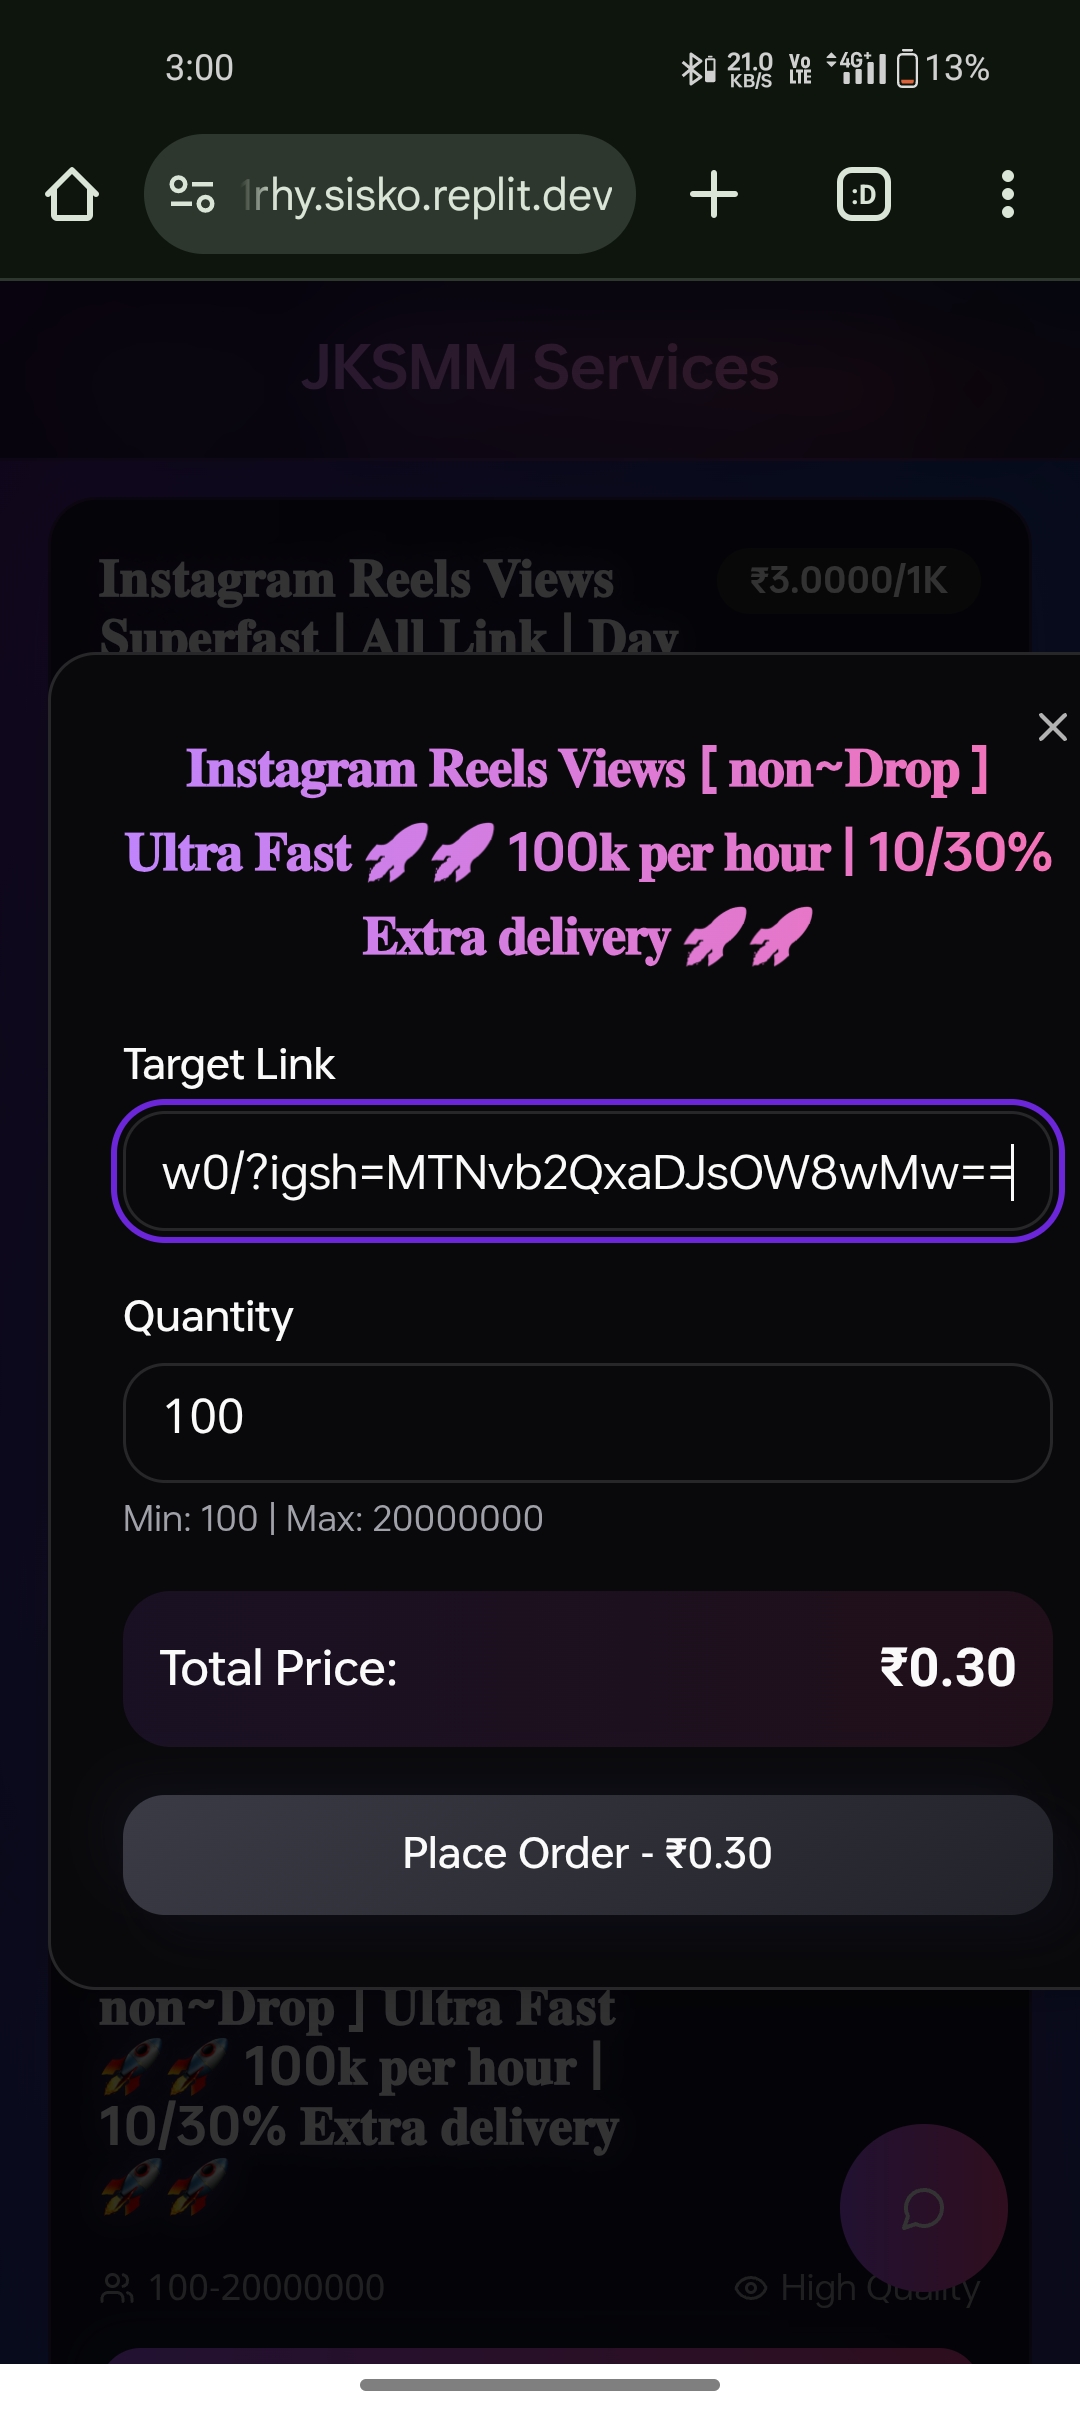 3:00
21.0 KB/S Vo LTE 4G+ 13%
1rhy.sisko.replit.dev
:D
JKSMM Services
Instagram Reels Views ₹3.0000/1K
Superfast | All Link | Day
Instagram Reels Views [ non~Drop ]
Ultra Fast 🚀🚀 100k per hour | 10/30%
Extra delivery 🚀🚀
Target Link
w0/?igsh=MTNvb2QxaDJsOW8wMw==
Quantity
100
Min: 100 | Max: 20000000
Total Price: ₹0.30
Place Order - ₹0.30
non~Drop ] Ultra Fast
🚀🚀 100k per hour |
10/30% Extra delivery
🚀🚀
100-20000000 High Quality